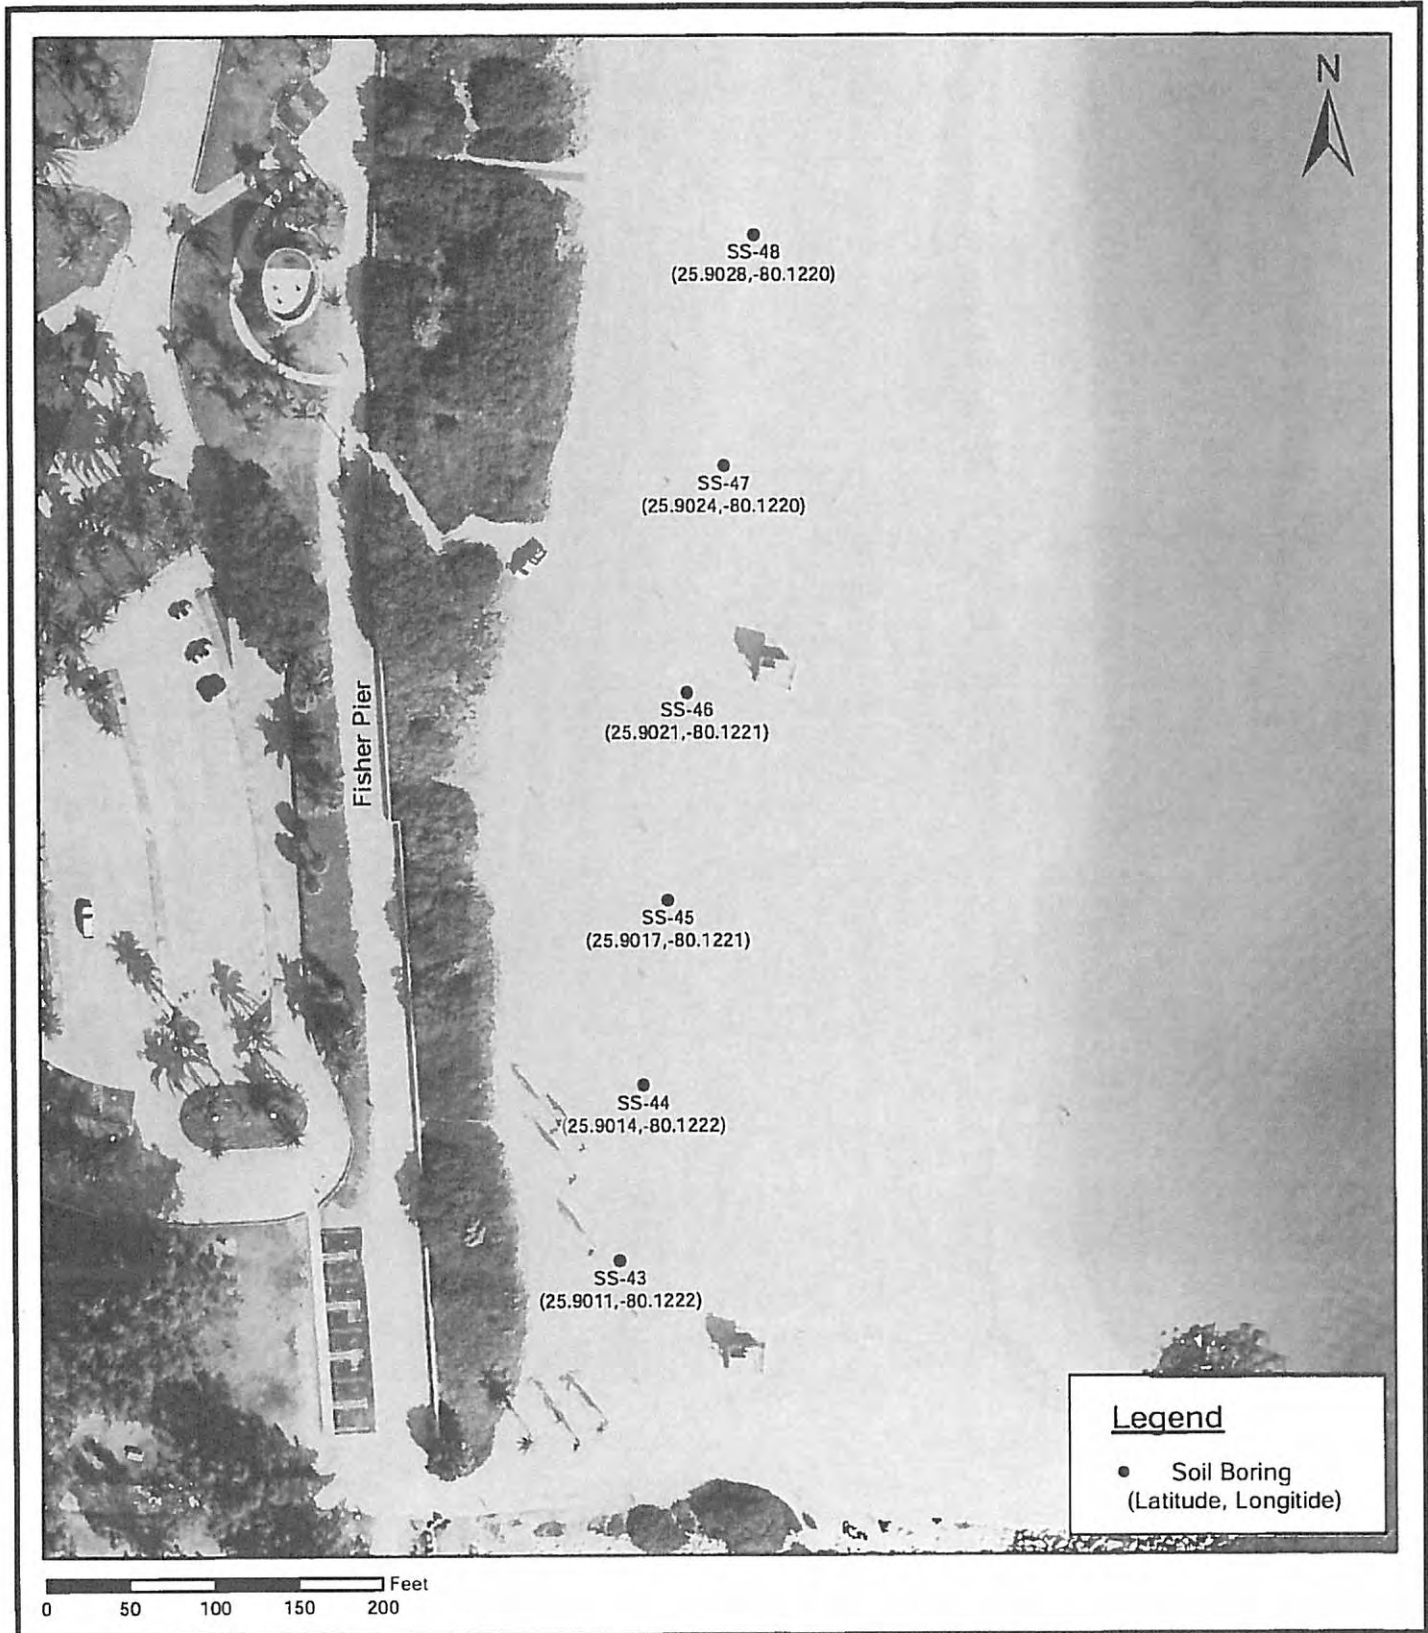 N
SS-48
(25.9028,-80.1220)
SS-47
(25.9024,-80.1220)
SS-46
(25.9021,-80.1221)
Fisher Pier
SS-45
(25.9017,-80.1221)
SS-44
(25.9014,-80.1222)
SS-43
(25.9011,-80.1222)
Legend
Soil Boring
(Latitude, Longitide)
Feet
0 50 100 150 200